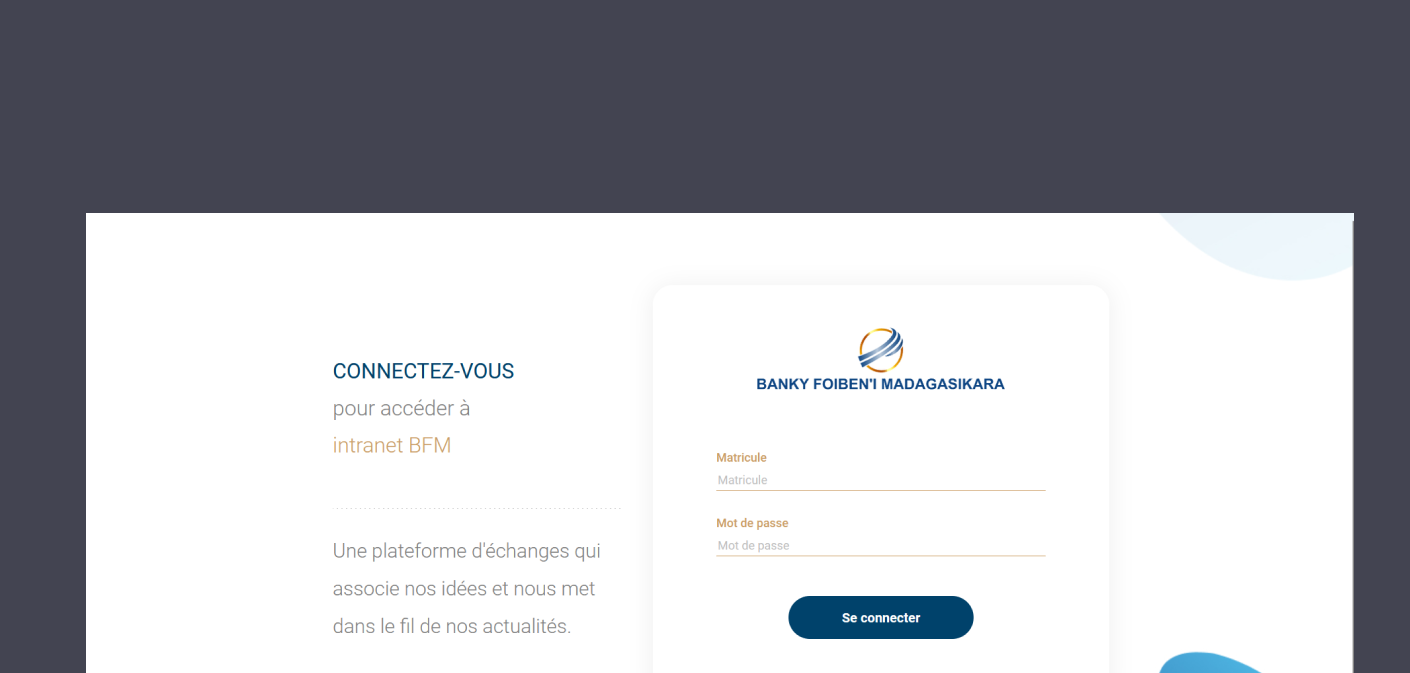 CONNECTEZ-VOUS
pour accéder à
intranet BFM
Une plateforme d'échanges qui
associe nos idées et nous met
dans le fil de nos actualités.
BANKY FOIBEN'I MADAGASIKARA
Matricule
Matricule
Mot de passe
Mot de passe
Se connecter